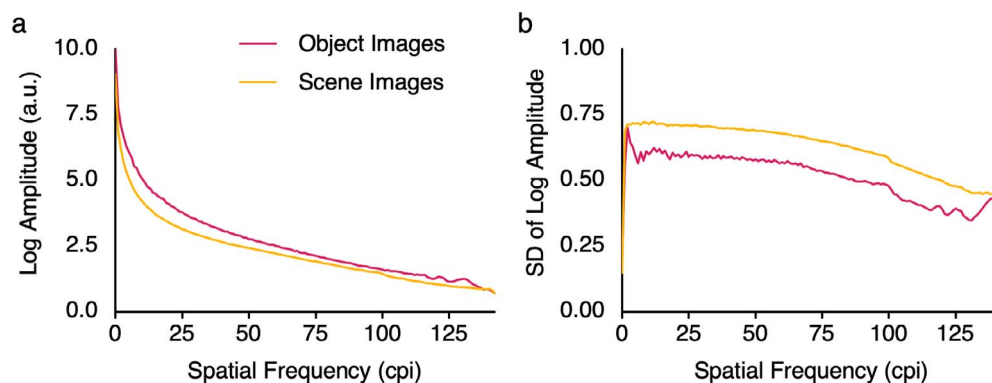 a
Log Amplitude (a.u.)
10.0
7.5
5.0
2.5
0.0
0 25 50 75 100 125
Spatial Frequency (cpi)
Object Images
Scene Images
b
SD of Log Amplitude
1.00
0.75
0.50
0.25
0.00
0 25 50 75 100 125
Spatial Frequency (cpi)